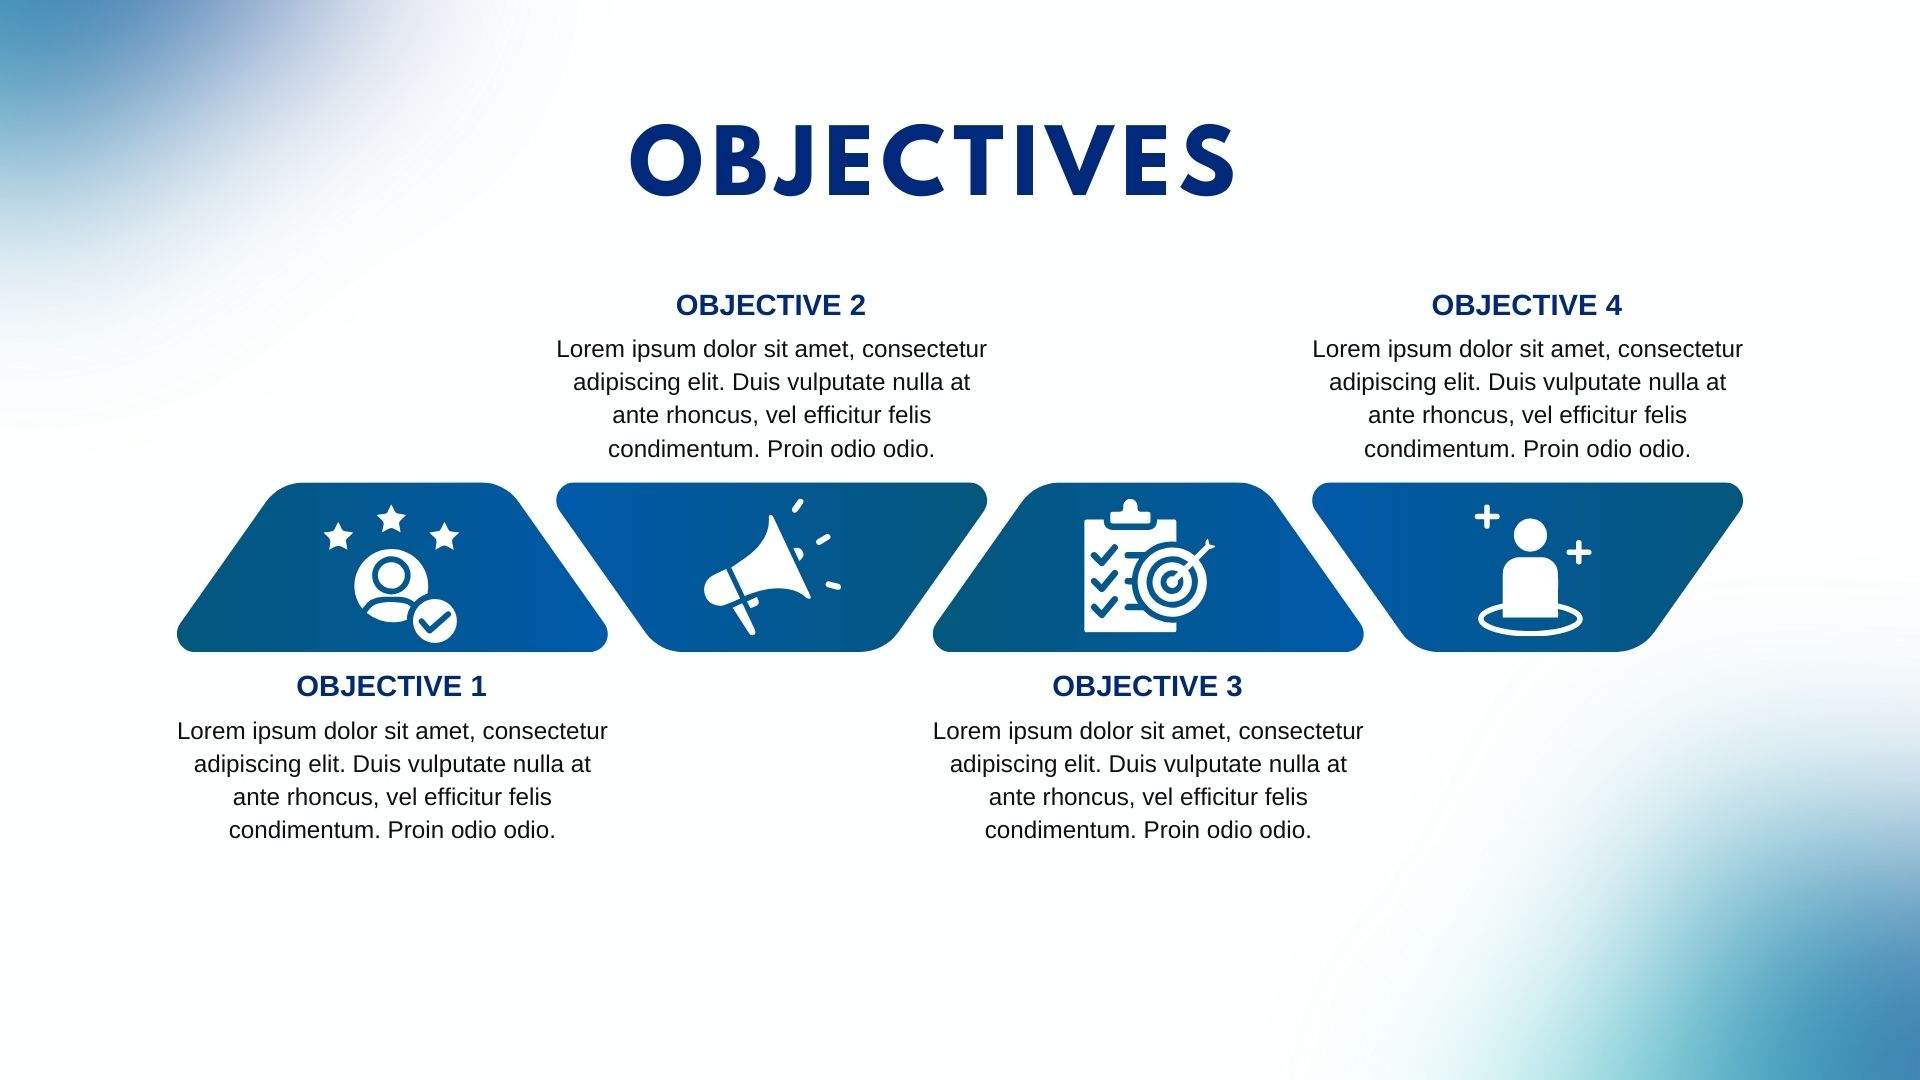 OBJECTIVES
OBJECTIVE 1
Lorem ipsum dolor sit amet, consectetur
adipiscing elit. Duis vulputate nulla at
ante rhoncus, vel efficitur felis
condimentum. Proin odio odio.
OBJECTIVE 2
Lorem ipsum dolor sit amet, consectetur
adipiscing elit. Duis vulputate nulla at
ante rhoncus, vel efficitur felis
condimentum. Proin odio odio.
OBJECTIVE 3
Lorem ipsum dolor sit amet, consectetur
adipiscing elit. Duis vulputate nulla at
ante rhoncus, vel efficitur felis
condimentum. Proin odio odio.
OBJECTIVE 4
Lorem ipsum dolor sit amet, consectetur
adipiscing elit. Duis vulputate nulla at
ante rhoncus, vel efficitur felis
condimentum. Proin odio odio.